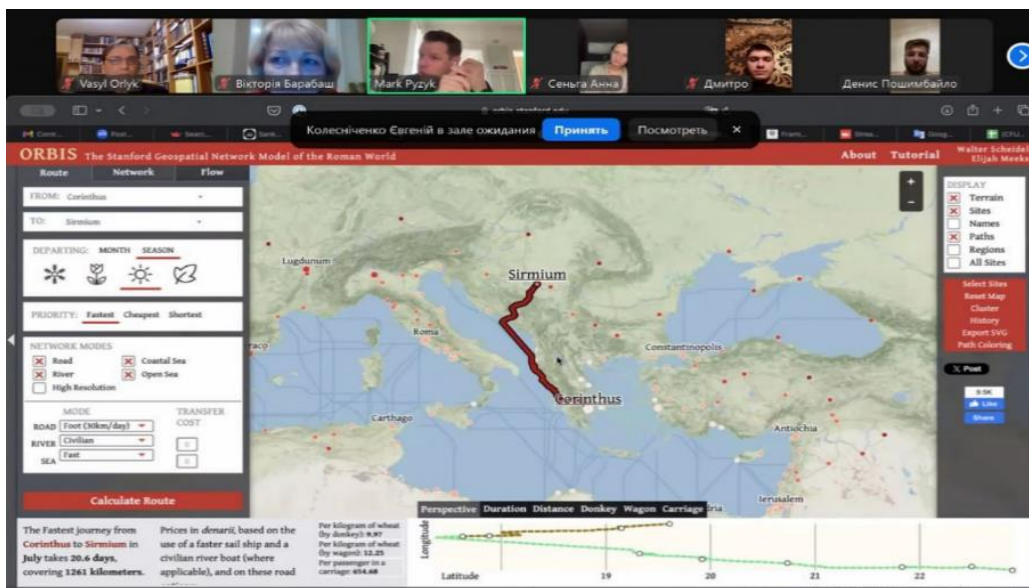 Vasyl Orlyk
Вікторія Барабаш
Mark Pyzyk
Сеньга Анна
Дмитро
Денис Пошимбайло
Колесніченко Євгеній в зале ожидания Принять Посмотреть
ORBIS The Stanford Geospatial Network Model of the Roman World
About Tutorial
Walter Scheidel
Elijah Meeks
Route Network Flow
FROM: Corinthus
TO: Sirmium
DEPARTING: MONTH SEASON
PRIORITY: Fastest Cheapest Shortest
NETWORK MODES
Road Coastal Sea
River Open Sea
High Resolution
MODE TRANSFER COST
ROAD Foot (30km/day)
RIVER Civilian
SEA Fast
Calculate Route
Lugdunum
Sirmium
Roma
Constantinopolis
Corinthus
Carthago
Antiochia
Ierusalem
+
-
DISPLAY
Terrain
Sites
Names
Paths
Regions
All Sites
Select Sites
Reset Map
Cluster
History
Export SVG
Path Coloring
X Post
9.5K
Like
Share
The Fastest journey from
Corinthus to Sirmium in
July takes 20.6 days,
covering 1261 kilometers.
Prices in denarii, based on the
use of a faster sail ship and a
civilian river boat (where
applicable), and on these road
Per kilogram of wheat
(by donkey): 9.97
Per kilogram of wheat
(by wagon): 12.25
Per passenger in a
carriage: 654.68
Perspective Duration Distance Donkey Wagon Carriage
Longitude
Latitude
19 20 21 22